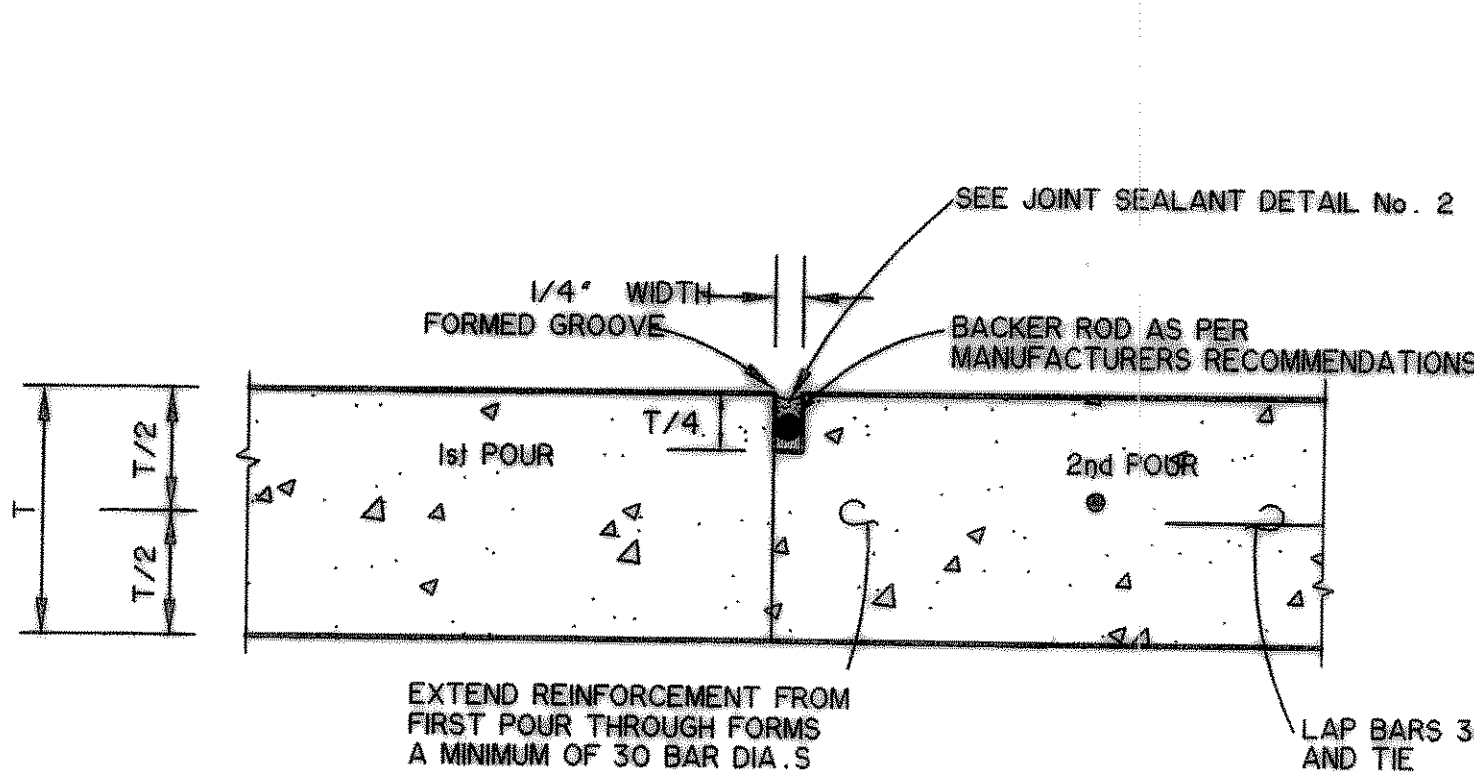 SEE JOINT SEALANT DETAIL No. 2
1/4" WIDTH
FORMED GROOVE
BACKER ROD AS PER
MANUFACTURERS RECOMMENDATIONS
T/4
1st POUR
2nd POUR
T
T/2
T/2
EXTEND REINFORCEMENT FROM
FIRST POUR THROUGH FORMS
A MINIMUM OF 30 BAR DIA.S
LAP BARS 3
AND TIE